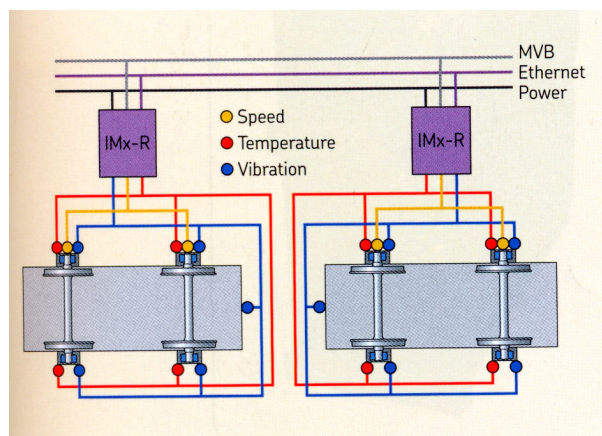 MVB
Ethernet
Power
IMx-R
IMx-R
Speed
Temperature
Vibration